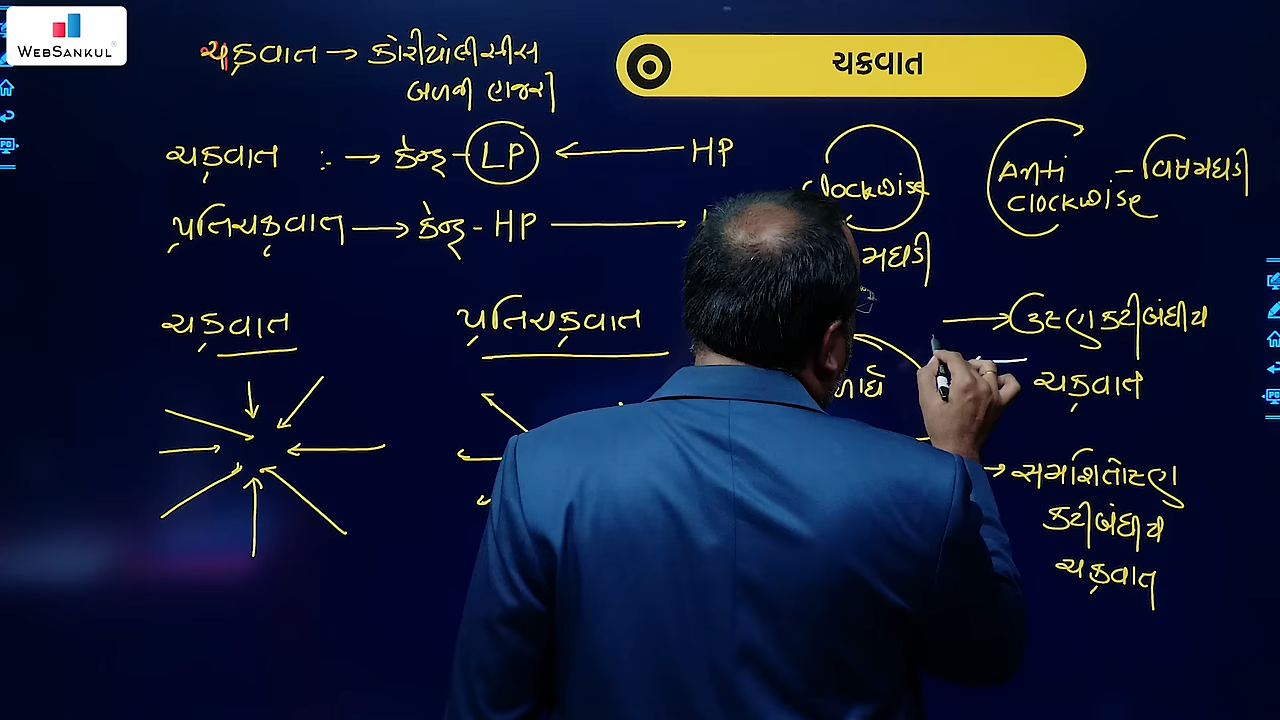 WEBSANKUL
ચક્રવાત
ચક્રવાત → કોરીયોલીસીસ
બળની હાજરી
ચક્રવાત : → કેન્દ્ર - LP ← HP
પ્રતિચક્રવાત → કેન્દ્ર - HP →
clockwise
Anti clockwise - વિષમઘડી
મઘડી
ચક્રવાત
પ્રતિચક્રવાત
→ ઉષ્ણકટીબંધીય
ચક્રવાત
→ સમશિતોષ્ણ
કટીબંધીય
ચક્રવાત